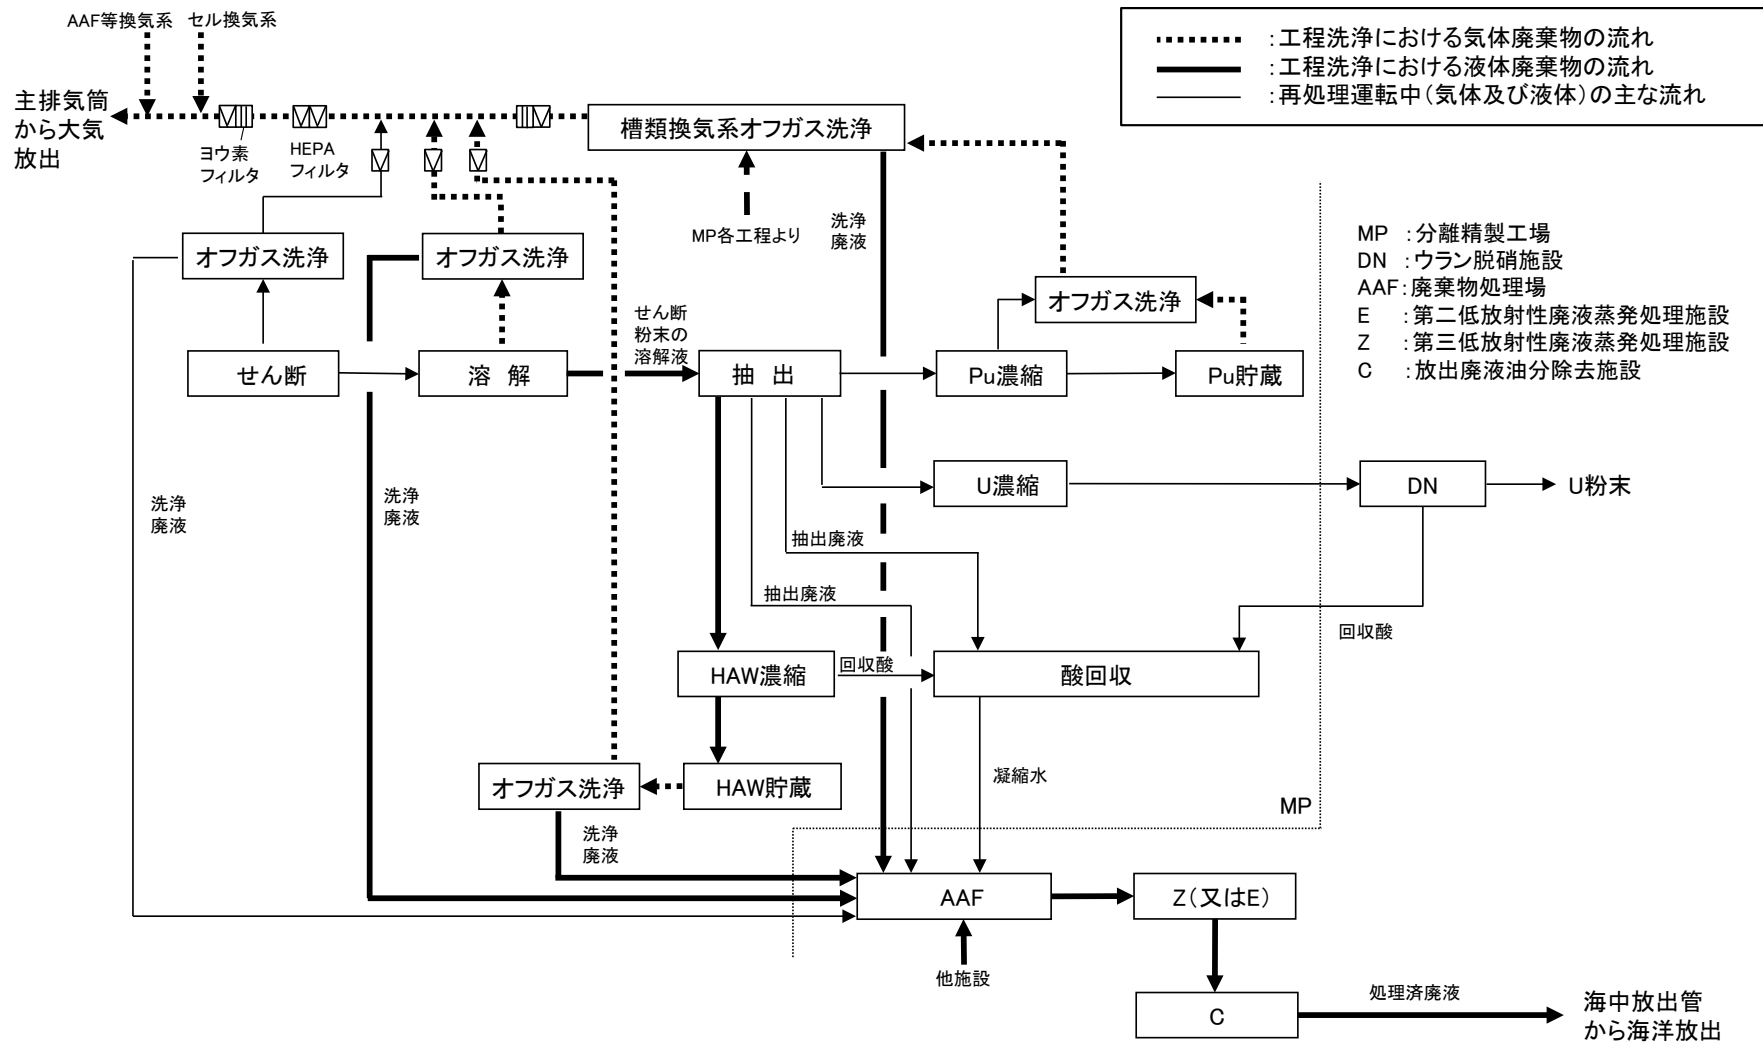 AAF等換気系
セル換気系
：工程洗浄における気体廃棄物の流れ
：工程洗浄における液体廃棄物の流れ
：再処理運転中（気体及び液体）の主な流れ
主排気筒
から大気
放出
ヨウ素
フィルタ
HEPA
フィルタ
槽類換気系オフガス洗浄
MP各工程より
洗浄
廃液
オフガス洗浄
オフガス洗浄
オフガス洗浄
MP ：分離精製工場
DN ：ウラン脱硝施設
AAF：廃棄物処理場
E ：第二低放射性廃液蒸発処理施設
Z ：第三低放射性廃液蒸発処理施設
C ：放出廃液油分除去施設
せん断
粉末の
溶解液
せん断
溶 解
抽 出
Pu濃縮
Pu貯蔵
洗浄
廃液
洗浄
廃液
U濃縮
DN
U粉末
抽出廃液
抽出廃液
回収酸
HAW濃縮
回収酸
酸回収
オフガス洗浄
HAW貯蔵
凝縮水
MP
洗浄
廃液
AAF
Z（又はE）
他施設
C
処理済廃液
海中放出管
から海洋放出